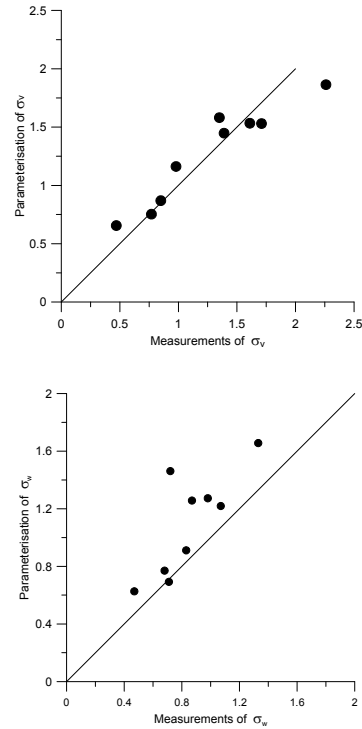 2.5
2
1.5
1
0.5
0
Parameterisation of σv
0 0.5 1 1.5 2 2.5
Measurements of σv
2
1.6
1.2
0.8
0.4
0
Parameterisation of σw
0 0.4 0.8 1.2 1.6 2
Measurements of σw